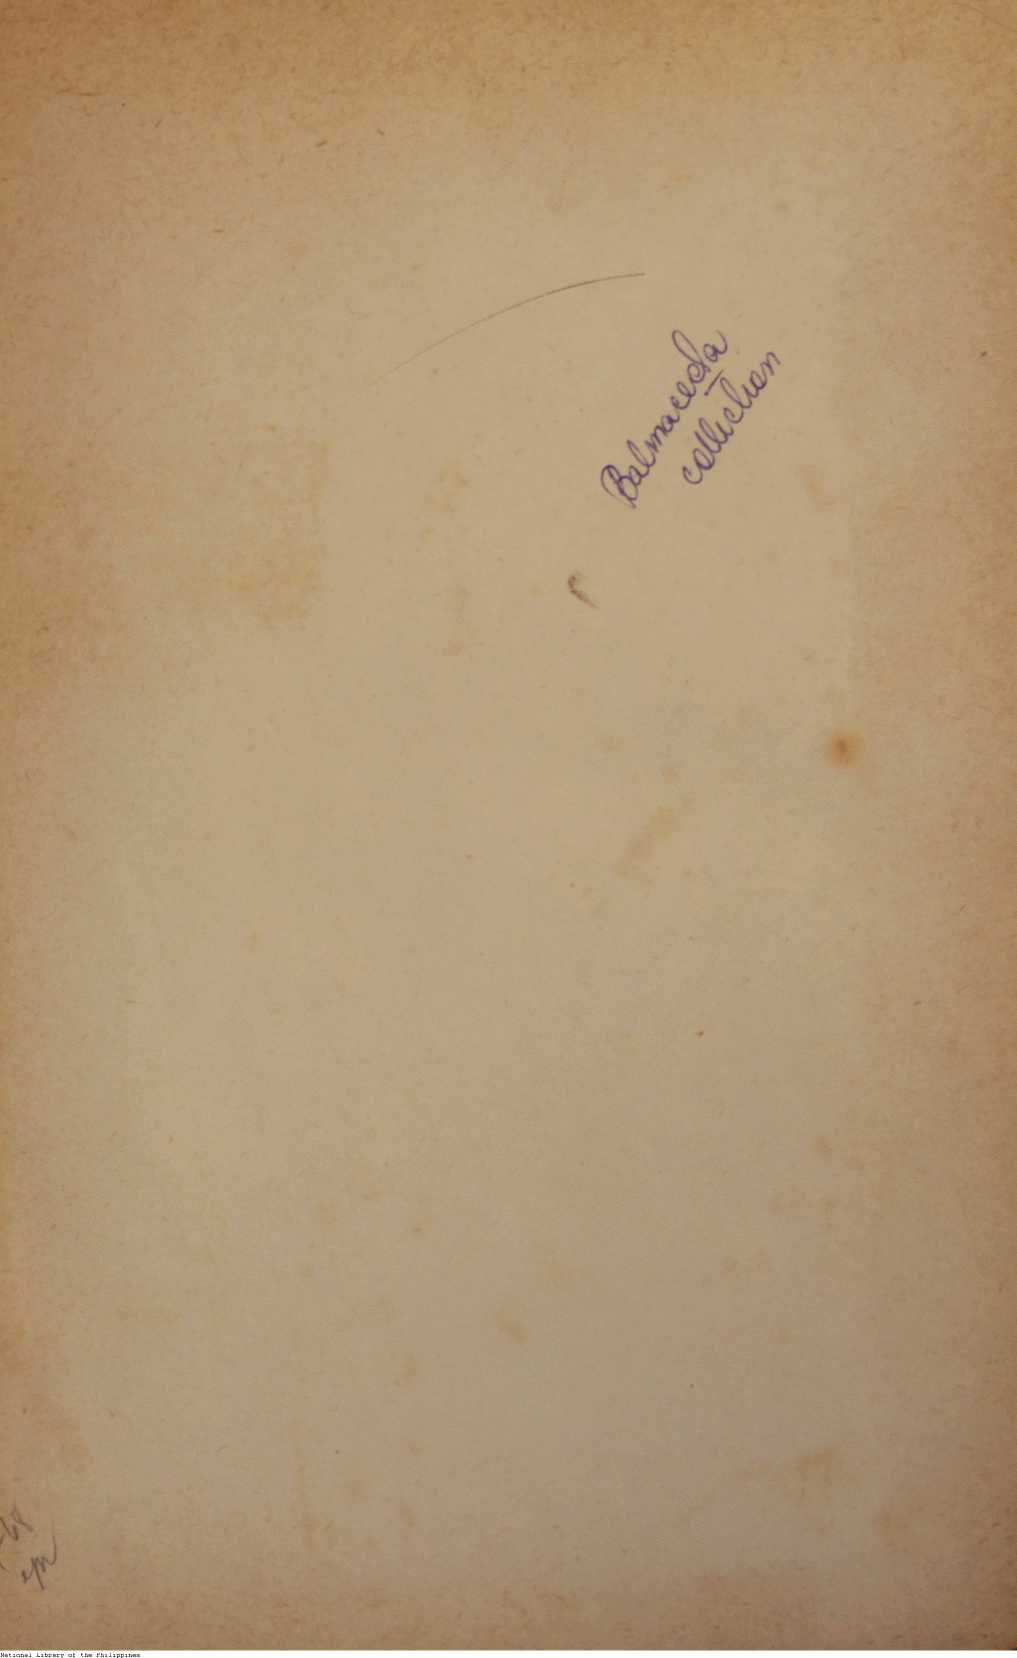 Balmaceda
collection
National Library of the Philippines